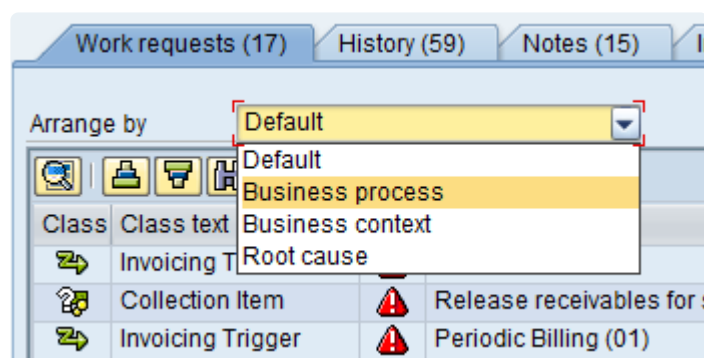 Work requests (17) History (59) Notes (15)
Arrange by Default
Default
Business process
Class Class text Business context
Invoicing Root cause
Collection Item Release receivables for
Invoicing Trigger Periodic Billing (01)